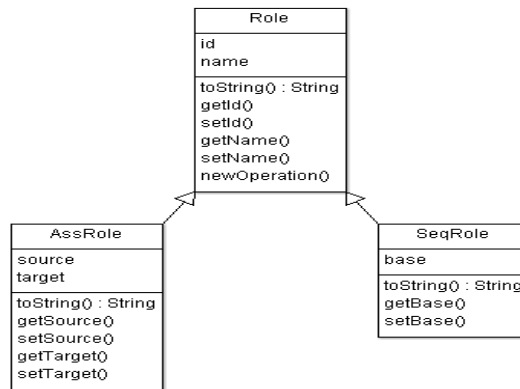 Role
id
name
toString() : String
getId()
setId()
getName()
setName()
newOperation()
AssRole
source
target
toString() : String
getSource()
setSource()
getTarget()
setTarget()
SeqRole
base
toString() : String
getBase()
setBase()